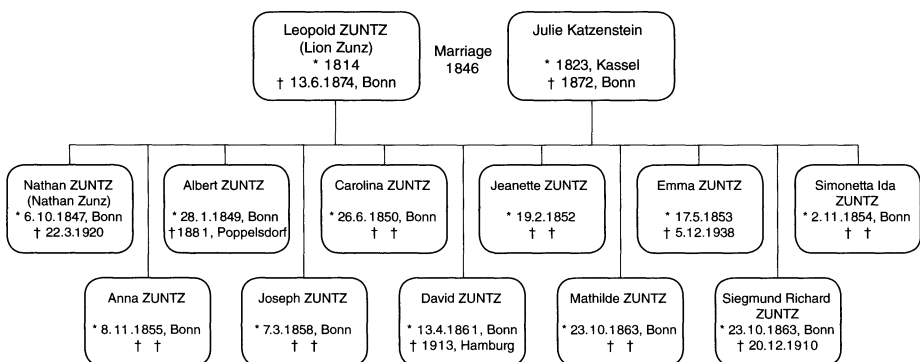 Leopold ZUNTZ
(Lion Zunz)
* 1814
† 13.6.1874, Bonn
Marriage
1846
Julie Katzenstein
* 1823, Kassel
† 1872, Bonn
Nathan ZUNTZ
(Nathan Zunz)
* 6.10.1847, Bonn
† 22.3.1920
Albert ZUNTZ
* 28.1.1849, Bonn
†1881, Poppelsdorf
Carolina ZUNTZ
* 26.6.1850, Bonn
† †
Jeanette ZUNTZ
* 19.2.1852
† †
Emma ZUNTZ
* 17.5.1853
† 5.12.1938
Simonetta Ida
ZUNTZ
* 2.11.1854, Bonn
† †
Anna ZUNTZ
* 8.11.1855, Bonn
† †
Joseph ZUNTZ
* 7.3.1858, Bonn
† †
David ZUNTZ
* 13.4.1861, Bonn
† 1913, Hamburg
Mathilde ZUNTZ
* 23.10.1863, Bonn
† †
Siegmund Richard
ZUNTZ
* 23.10.1863, Bonn
† 20.12.1910